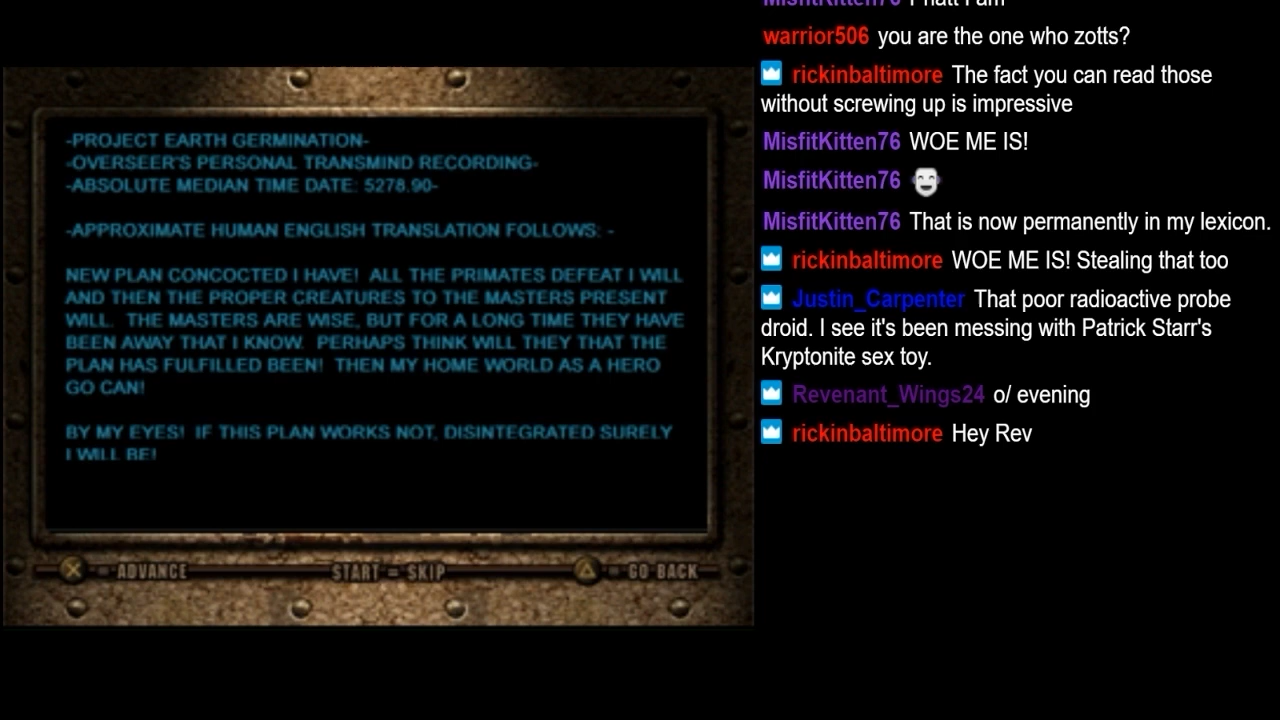 -PROJECT EARTH GERMINATION-
-OVERSEER'S PERSONAL TRANSMIND RECORDING-
-ABSOLUTE MEDIAN TIME DATE: 5278.90-
-APPROXIMATE HUMAN ENGLISH TRANSLATION FOLLOWS: -
NEW PLAN CONCOCTED I HAVE! ALL THE PRIMATES DEFEAT I WILL
AND THEN THE PROPER CREATURES TO THE MASTERS PRESENT
WILL. THE MASTERS ARE WISE, BUT FOR A LONG TIME THEY HAVE
BEEN AWAY THAT I KNOW. PERHAPS THINK WILL THEY THAT THE
PLAN HAS FULFILLED BEEN! THEN MY HOME WORLD AS A HERO
GO CAN!
BY MY EYES! IF THIS PLAN WORKS NOT, DISINTEGRATED SURELY
I WILL BE!
= ADVANCE
START = SKIP
= GO BACK
MisfitKitten76
warrior506 you are the one who zotts?
rickinbaltimore The fact you can read those
without screwing up is impressive
MisfitKitten76 WOE ME IS!
MisfitKitten76
MisfitKitten76 That is now permanently in my lexicon.
rickinbaltimore WOE ME IS! Stealing that too
Justin_Carpenter That poor radioactive probe
droid. I see it's been messing with Patrick Starr's
Kryptonite sex toy.
Revenant_Wings24 o/ evening
rickinbaltimore Hey Rev